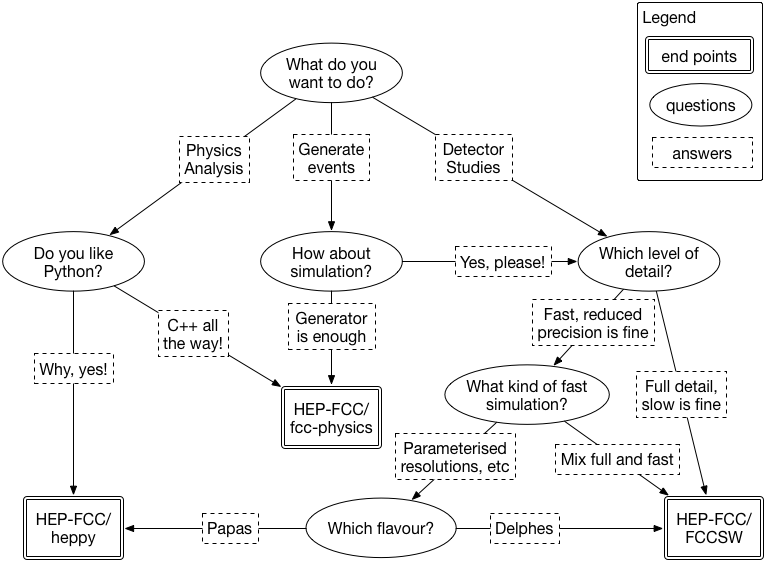 Legend
end points
questions
answers
What do you
want to do?
Physics
Analysis
Generate
events
Detector
Studies
Do you like
Python?
How about
simulation?
Yes, please!
Which level of
detail?
Why, yes!
C++ all
the way!
Generator
is enough
Fast, reduced
precision is fine
What kind of fast
simulation?
Full detail,
slow is fine
HEP-FCC/
fcc-physics
Parameterised
resolutions, etc
Mix full and fast
HEP-FCC/
heppy
Papas
Which flavour?
Delphes
HEP-FCC/
FCCSW